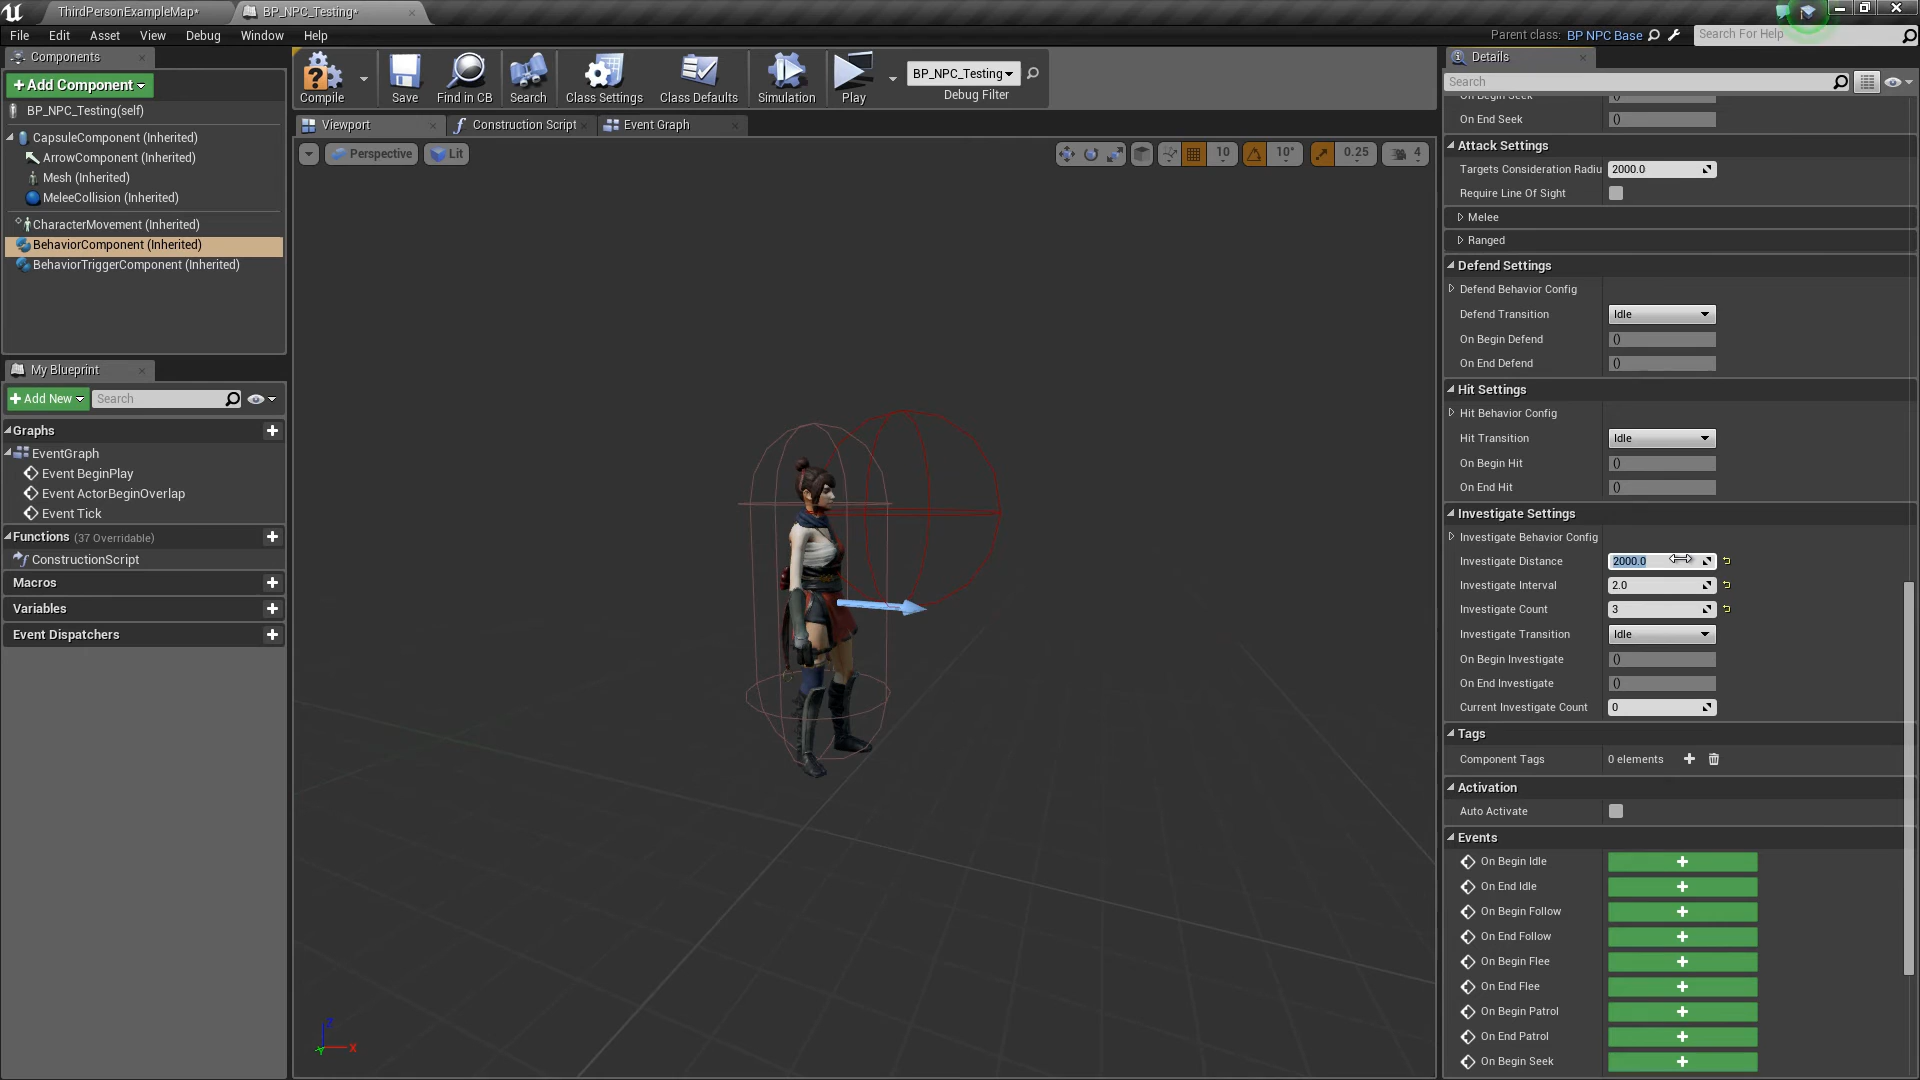 ThirdPersonExampleMap*
BP_NPC_Testing*
File Edit Asset View Debug Window Help
Parent class: BP NPC Base
Search For Help
Components
+Add Component
BP_NPC_Testing(self)
CapsuleComponent (Inherited)
ArrowComponent (Inherited)
Mesh (Inherited)
MeleeCollision (Inherited)
CharacterMovement (Inherited)
BehaviorComponent (Inherited)
BehaviorTriggerComponent (Inherited)
My Blueprint
+Add New
Search
Graphs
EventGraph
Event BeginPlay
Event ActorBeginOverlap
Event Tick
Functions (37 Overridable)
ConstructionScript
Macros
Variables
Event Dispatchers
Compile
Save
Find in CB
Search
Class Settings
Class Defaults
Simulation
Play
BP_NPC_Testing
Debug Filter
Viewport
Construction Script
Event Graph
Perspective
Lit
10
10°
0.25
4
Z
X
Y
Details
Search
On Begin Seek ()
On End Seek ()
Attack Settings
Targets Consideration Radiu 2000.0
Require Line Of Sight
Melee
Ranged
Defend Settings
Defend Behavior Config
Defend Transition Idle
On Begin Defend ()
On End Defend ()
Hit Settings
Hit Behavior Config
Hit Transition Idle
On Begin Hit ()
On End Hit ()
Investigate Settings
Investigate Behavior Config
Investigate Distance 2000.0
Investigate Interval 2.0
Investigate Count 3
Investigate Transition Idle
On Begin Investigate ()
On End Investigate ()
Current Investigate Count 0
Tags
Component Tags 0 elements
Activation
Auto Activate
Events
On Begin Idle
On End Idle
On Begin Follow
On End Follow
On Begin Flee
On End Flee
On Begin Patrol
On End Patrol
On Begin Seek